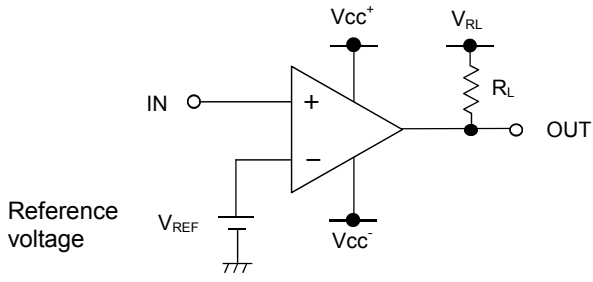 Vcc+
VRL
IN
+
RL
OUT
−
Reference
voltage
VREF
Vcc-